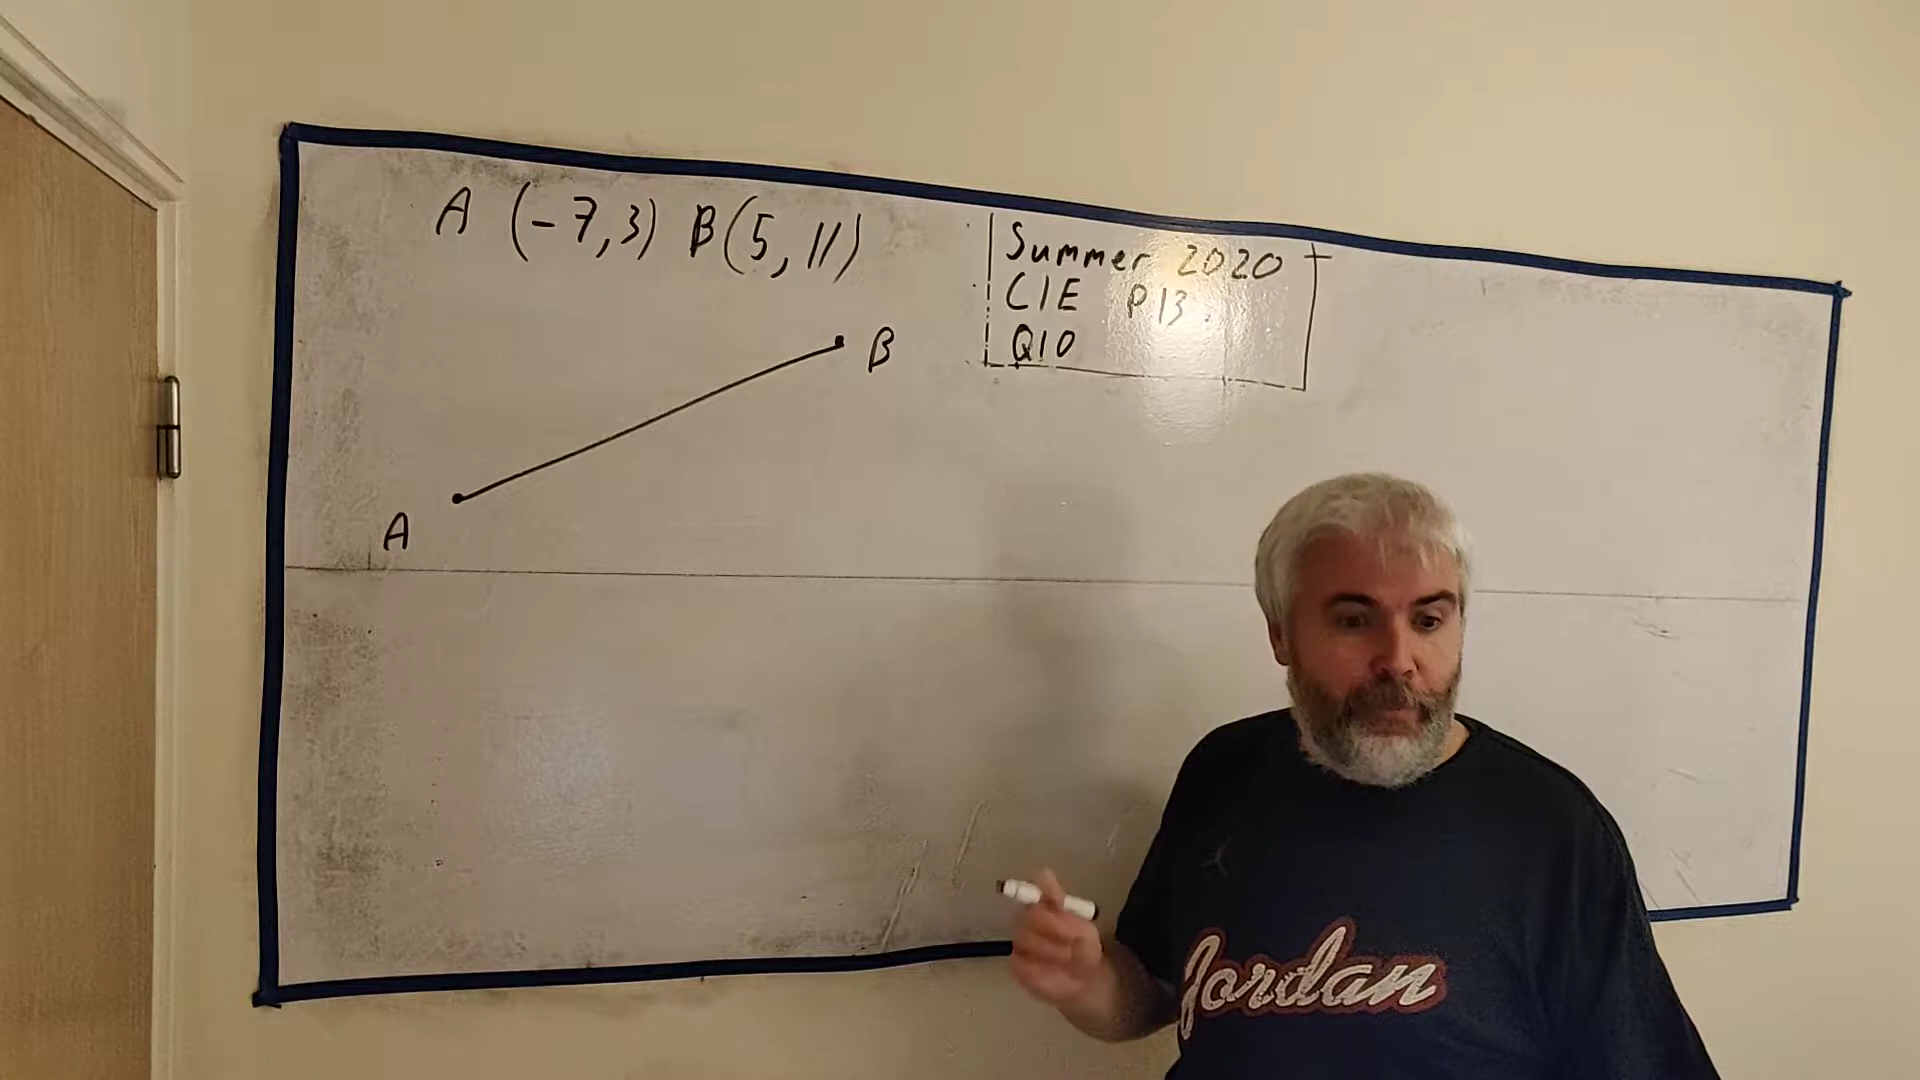 A (-7,3) B(5,11)
Summer 2020
CIE P13.
Q10
B
A
Jordan